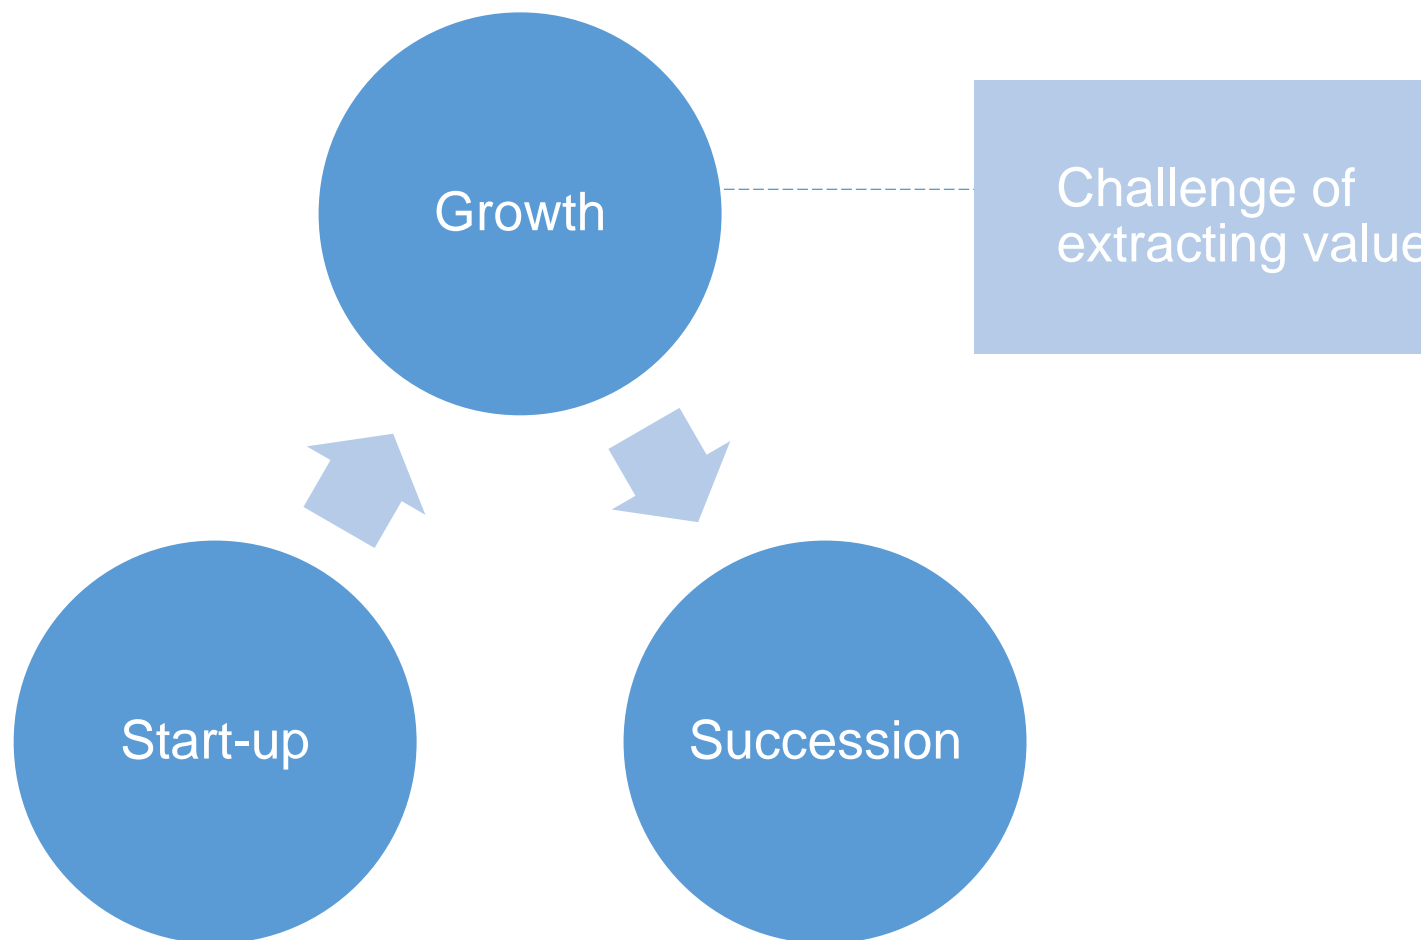 Growth
Challenge of
extracting value
Start-up
Succession